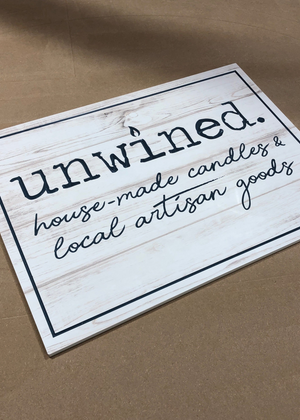 unwined.
house-made candles &
local artisan goods